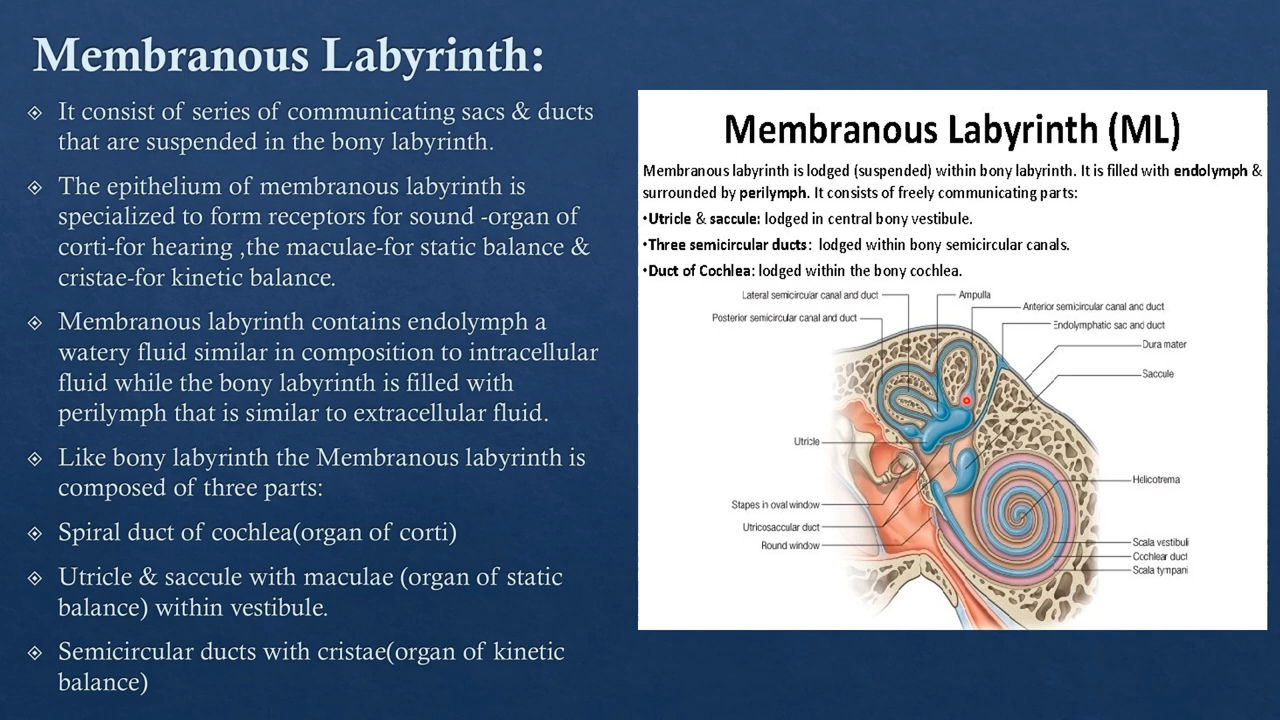 Membranous Labyrinth:
It consist of series of communicating sacs & ducts
that are suspended in the bony labyrinth.
The epithelium of membranous labyrinth is
specialized to form receptors for sound -organ of
corti-for hearing ,the maculae-for static balance &
cristae-for kinetic balance.
Membranous labyrinth contains endolymph a
watery fluid similar in composition to intracellular
fluid while the bony labyrinth is filled with
perilymph that is similar to extracellular fluid.
Like bony labyrinth the Membranous labyrinth is
composed of three parts:
Spiral duct of cochlea(organ of corti)
Utricle & saccule with maculae (organ of static
balance) within vestibule.
Semicircular ducts with cristae(organ of kinetic
balance)
Membranous Labyrinth (ML)
Membranous labyrinth is lodged (suspended) within bony labyrinth. It is filled with endolymph &
surrounded by perilymph. It consists of freely communicating parts:
•Utricle & saccule: lodged in central bony vestibule.
•Three semicircular ducts: lodged within bony semicircular canals.
•Duct of Cochlea: lodged within the bony cochlea.
Lateral semicircular canal and duct
Ampulla
Anterior semicircular canal and duct
Posterior semicircular canal and duct
Endolymphatic sac and duct
Dura mater
Saccule
Utricle
Helicotrema
Stapes in oval window
Utricosaccular duct
Round window
Scala vestibuli
Cochlear duct
Scala tympani